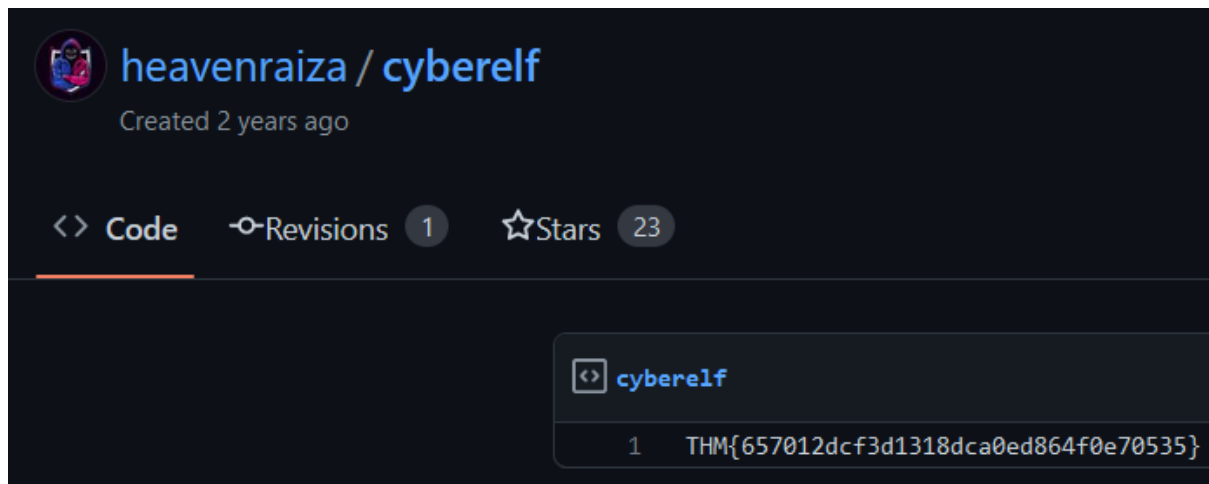 heavenraiza / cyberelf
Created 2 years ago
<> Code Revisions 1 Stars 23
cyberelf
1 THM{657012dcf3d1318dca0ed864f0e70535}